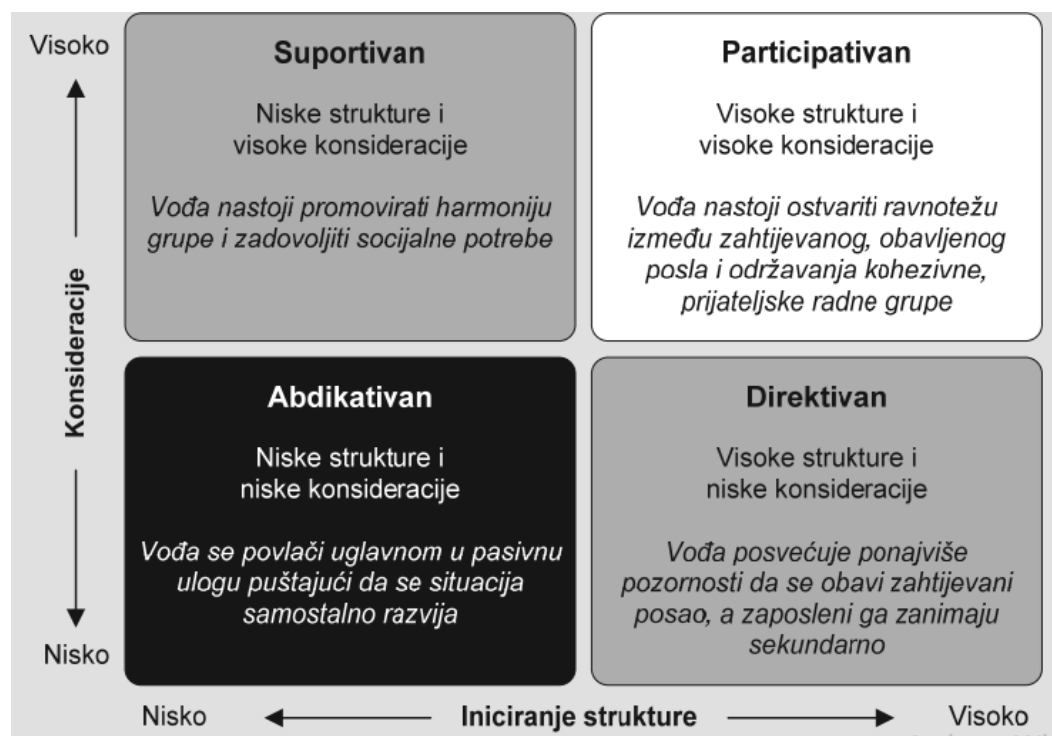 Visoko
Suportivan
Niske strukture i
visoke konsideracije
Vođa nastoji promovirati harmoniju
grupe i zadovoljiti socijalne potrebe
Participativan
Visoke strukture i
visoke konsideracije
Vođa nastoji ostvariti ravnotežu
između zahtijevanog, obavljenog
posla i održavanja kohezivne,
prijateljske radne grupe
Konsideracije
Abdikativan
Niske strukture i
niske konsideracije
Vođa se povlači uglavnom u pasivnu
ulogu puštajući da se situacija
samostalno razvija
Direktivan
Visoke strukture i
niske konsideracije
Vođa posvećuje ponajviše
pozornosti da se obavi zahtijevani
posao, a zaposleni ga zanimaju
sekundarno
Nisko
Nisko
Iniciranje strukture
Visoko